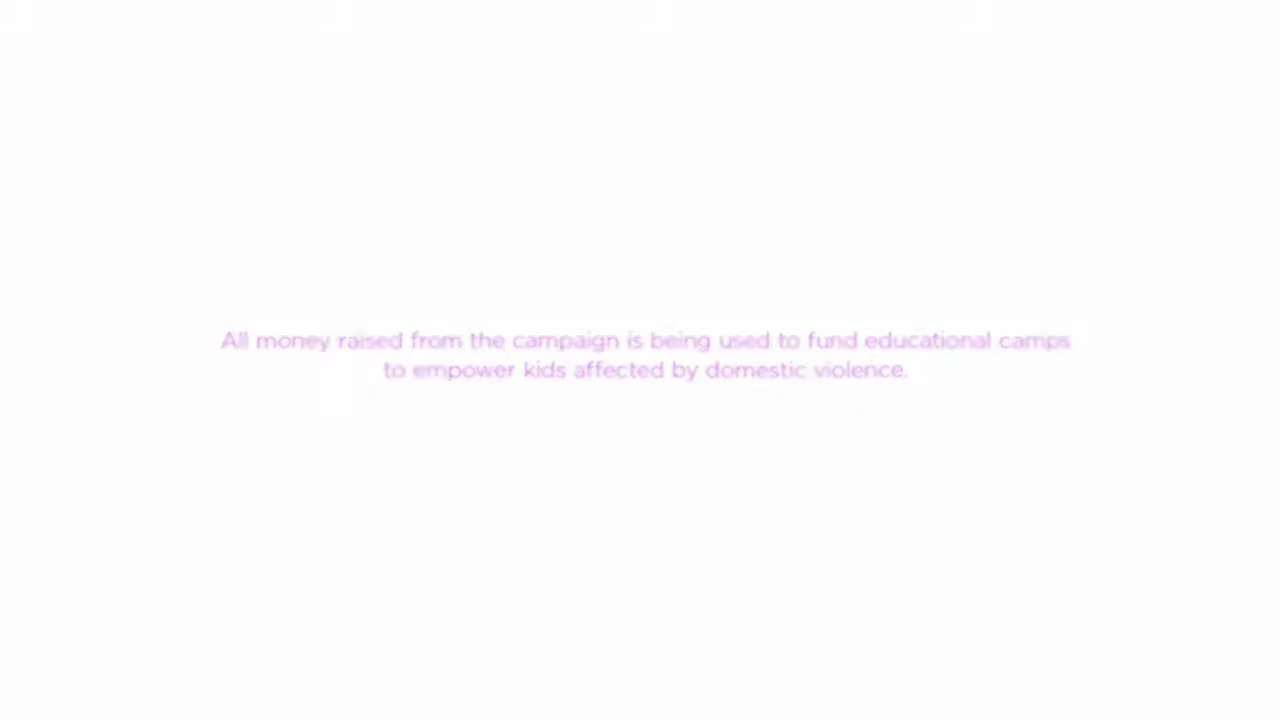 All money raised from the campaign is being used to fund educational camps
to empower kids affected by domestic violence.